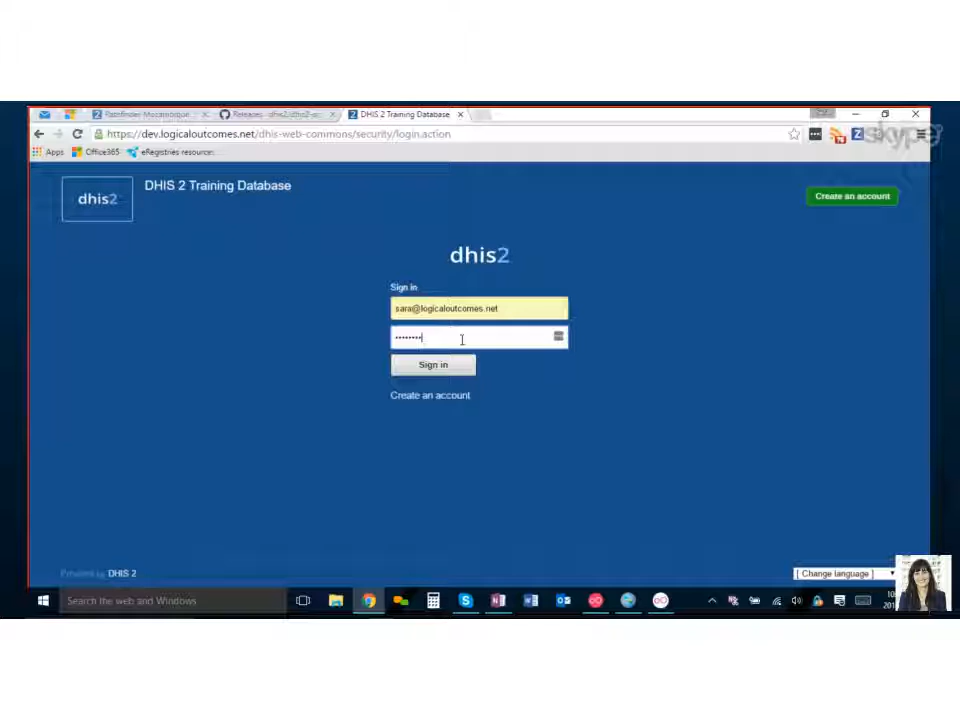 Pathfinder Mozambique
Releases · dhis2/dhis2-
DHIS 2 Training Database
https://dev.logicaloutcomes.net/dhis-web-commons/security/login.action
skype
Apps
Office365
eRegistries resource
dhis2
DHIS 2 Training Database
Create an account
dhis2
Sign in
sara@logicaloutcomes.net
••••••••
Sign in
Create an account
Powered by DHIS 2
[ Change language ]
Search the web and Windows